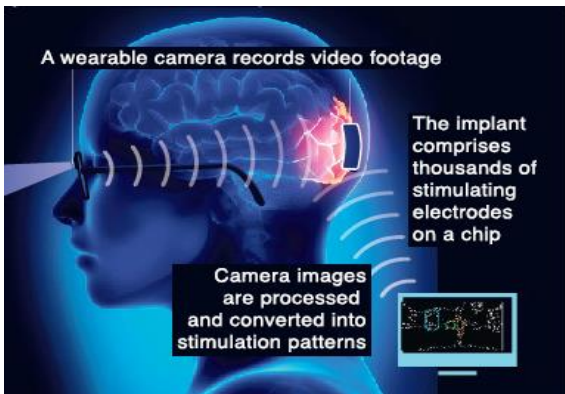 A wearable camera records video footage
The implant
comprises
thousands of
stimulating
electrodes
on a chip
Camera images
are processed
and converted into
stimulation patterns